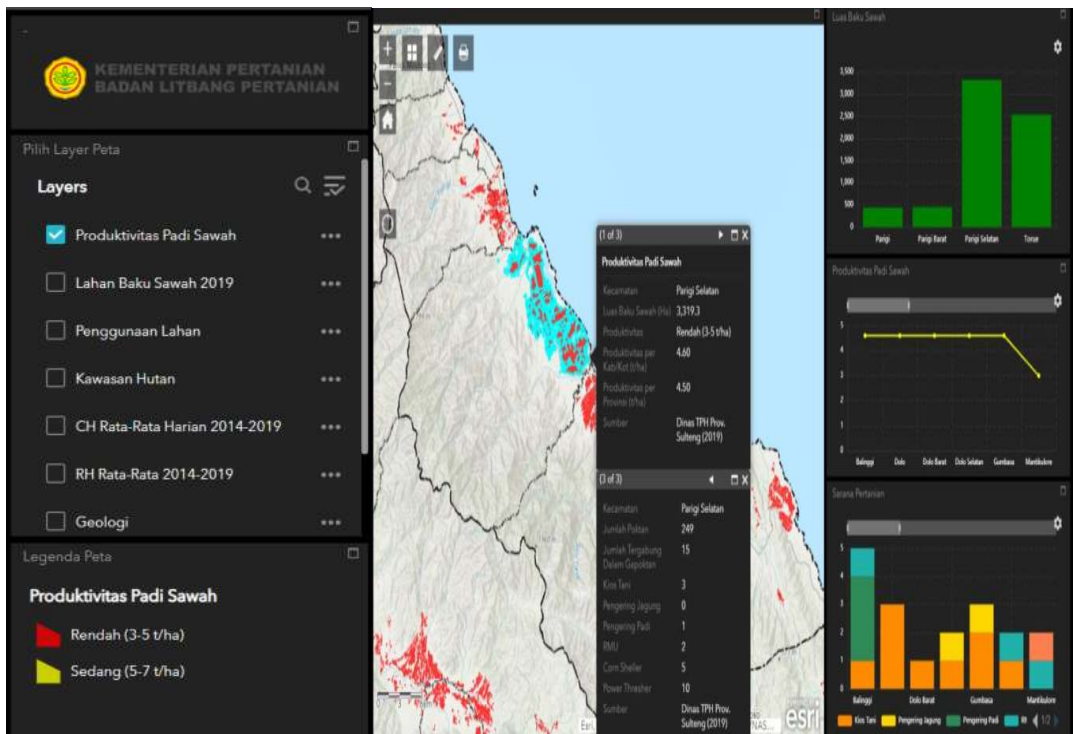 KEMENTERIAN PERTANIAN
BADAN LITBANG PERTANIAN
Pilih Layer Peta
Layers
Produktivitas Padi Sawah
Lahan Baku Sawah 2019
Penggunaan Lahan
Kawasan Hutan
CH Rata-Rata Harian 2014-2019
RH Rata-Rata 2014-2019
Geologi
Legenda Peta
Produktivitas Padi Sawah
Rendah (3-5 t/ha)
Sedang (5-7 t/ha)
(1 of 3)
Produktivitas Padi Sawah
Kecamatan Parigi Selatan
Luas Baku Sawah (Ha) 3,319.3
Produktivitas Rendah (3-5 t/ha)
Produktivitas per
Kab/Kot (t/ha) 4.60
Produktivitas per
Provinsi (t/ha) 4.50
Sumber Dinas TPH Prov.
Sulteng (2019)
(3 of 3)
Kecamatan Parigi Selatan
Jumlah Poktan 249
Jumlah Tergabung
Dalam Gapoktan 15
Kios Tani 3
Pengering Jagung 0
Pengering Padi 1
RMU 2
Corn Sheller 5
Power Thresher 10
Sumber Dinas TPH Prov.
Sulteng (2019)
esri
Luas Baku Sawah
3,500
3,000
2,500
2,000
1,500
1,000
500
0
Parigi Parigi Barat Parigi Selatan Torue
Produktivitas Padi Sawah
5
4
3
2
1
0
Balinggi Dolo Dolo Barat Dolo Selatan Gumbasa Mantikulore
Sarana Pertanian
5
4
3
2
1
0
Balinggi Dolo Barat Gumbasa Mantikulore
Kios Tani Pengering Jagung Pengering Padi 1/2